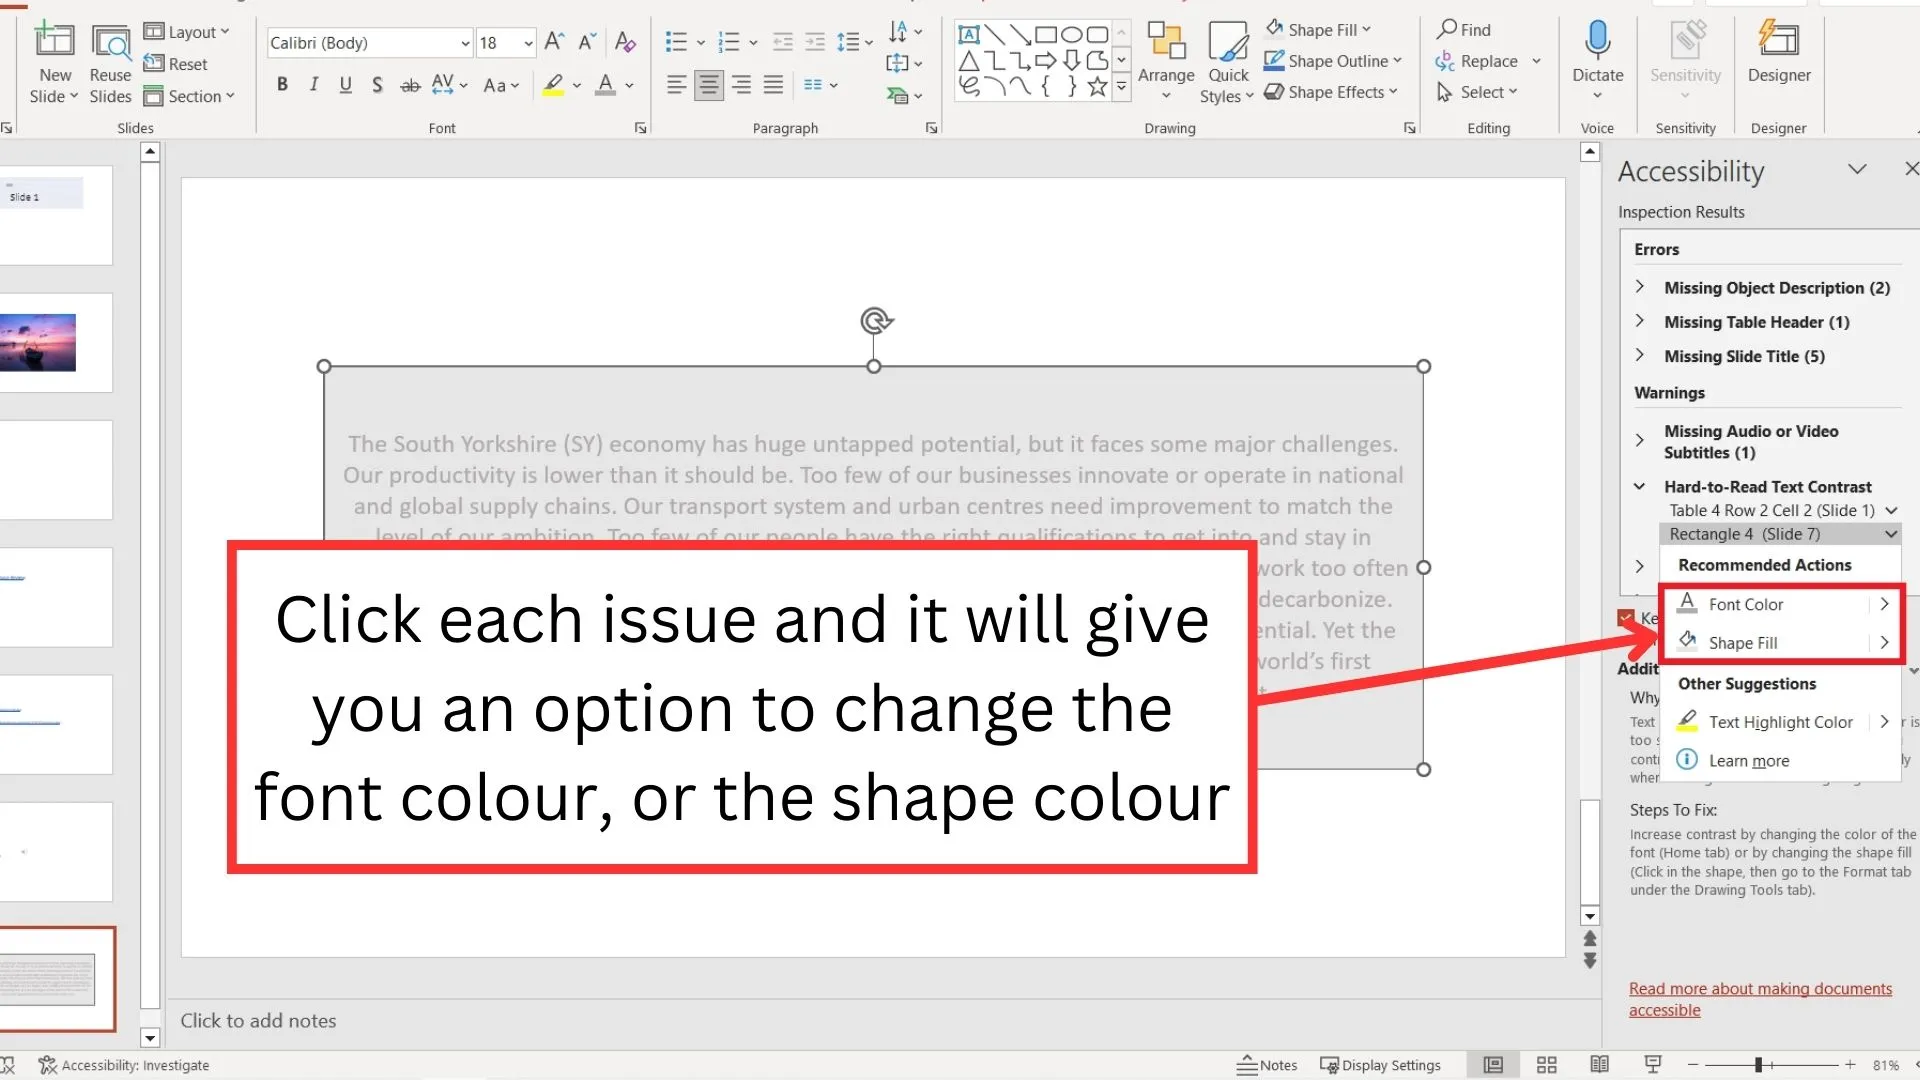 Layout
Calibri (Body)
18
Shape Fill
Find
Reset
Shape Outline
Replace
New
Slide
Reuse
Slides
Section
B I U S ab AV Aa
A
Arrange
Quick
Styles
Shape Effects
Select
Dictate
Sensitivity
Designer
Slides
Font
Paragraph
Drawing
Editing
Voice
Sensitivity
Designer
Slide 1
The South Yorkshire (SY) economy has huge untapped potential, but it faces some major challenges.
Our productivity is lower than it should be. Too few of our businesses innovate or operate in national
and global supply chains. Our transport system and urban centres need improvement to match the
level of our ambition. Too few of our people have the right qualifications to get into and stay in
work too often
decarbonize.
ential. Yet the
world’s first
Click each issue and it will give
you an option to change the
font colour, or the shape colour
Click to add notes
Accessibility
Inspection Results
Errors
Missing Object Description (2)
Missing Table Header (1)
Missing Slide Title (5)
Warnings
Missing Audio or Video
Subtitles (1)
Hard-to-Read Text Contrast
Table 4 Row 2 Cell 2 (Slide 1)
Rectangle 4 (Slide 7)
Recommended Actions
Font Color
Ke
Shape Fill
Addit
Other Suggestions
Why
Text Highlight Color
Text
r is
too s
Learn more
contr
ly
wher
Steps To Fix:
Increase contrast by changing the color of the
font (Home tab) or by changing the shape fill
(Click in the shape, then go to the Format tab
under the Drawing Tools tab).
Read more about making documents
accessible
Accessibility: Investigate
Notes
Display Settings
81%